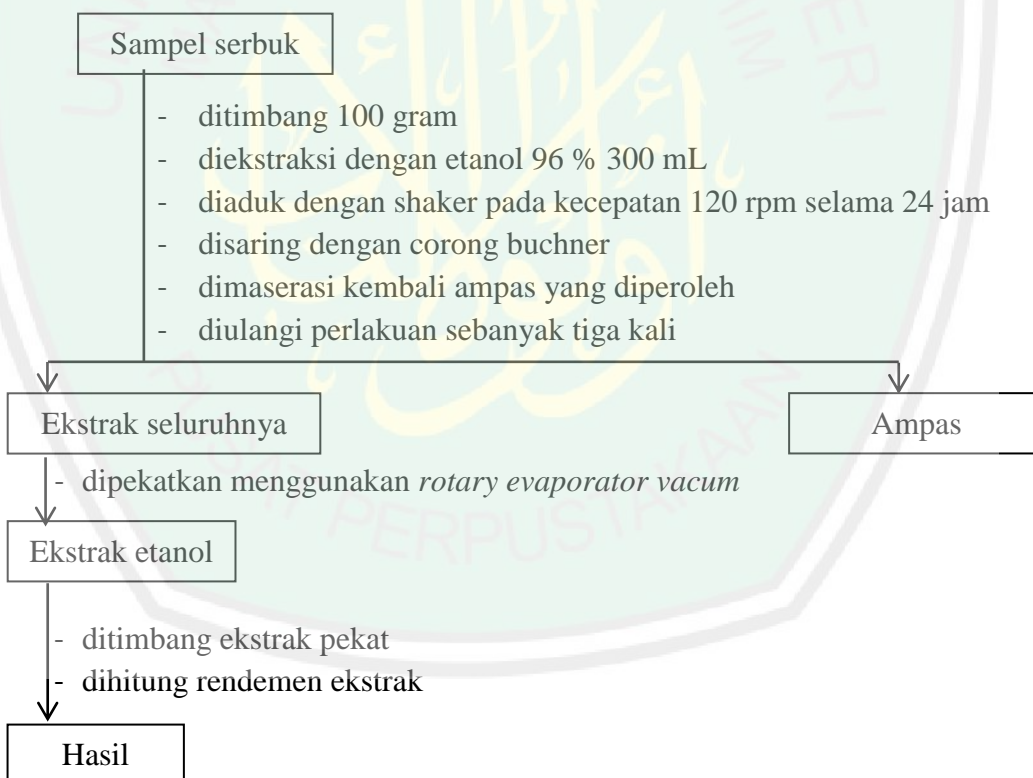 Sampel serbuk
- ditimbang 100 gram
- diekstraksi dengan etanol 96 % 300 mL
- diaduk dengan shaker pada kecepatan 120 rpm selama 24 jam
- disaring dengan corong buchner
- dimaserasi kembali ampas yang diperoleh
- diulangi perlakuan sebanyak tiga kali
Ekstrak seluruhnya
Ampas
- dipekatkan menggunakan rotary evaporator vacum
Ekstrak etanol
- ditimbang ekstrak pekat
- dihitung rendemen ekstrak
Hasil
PUSAT PERPUSTAKAAN